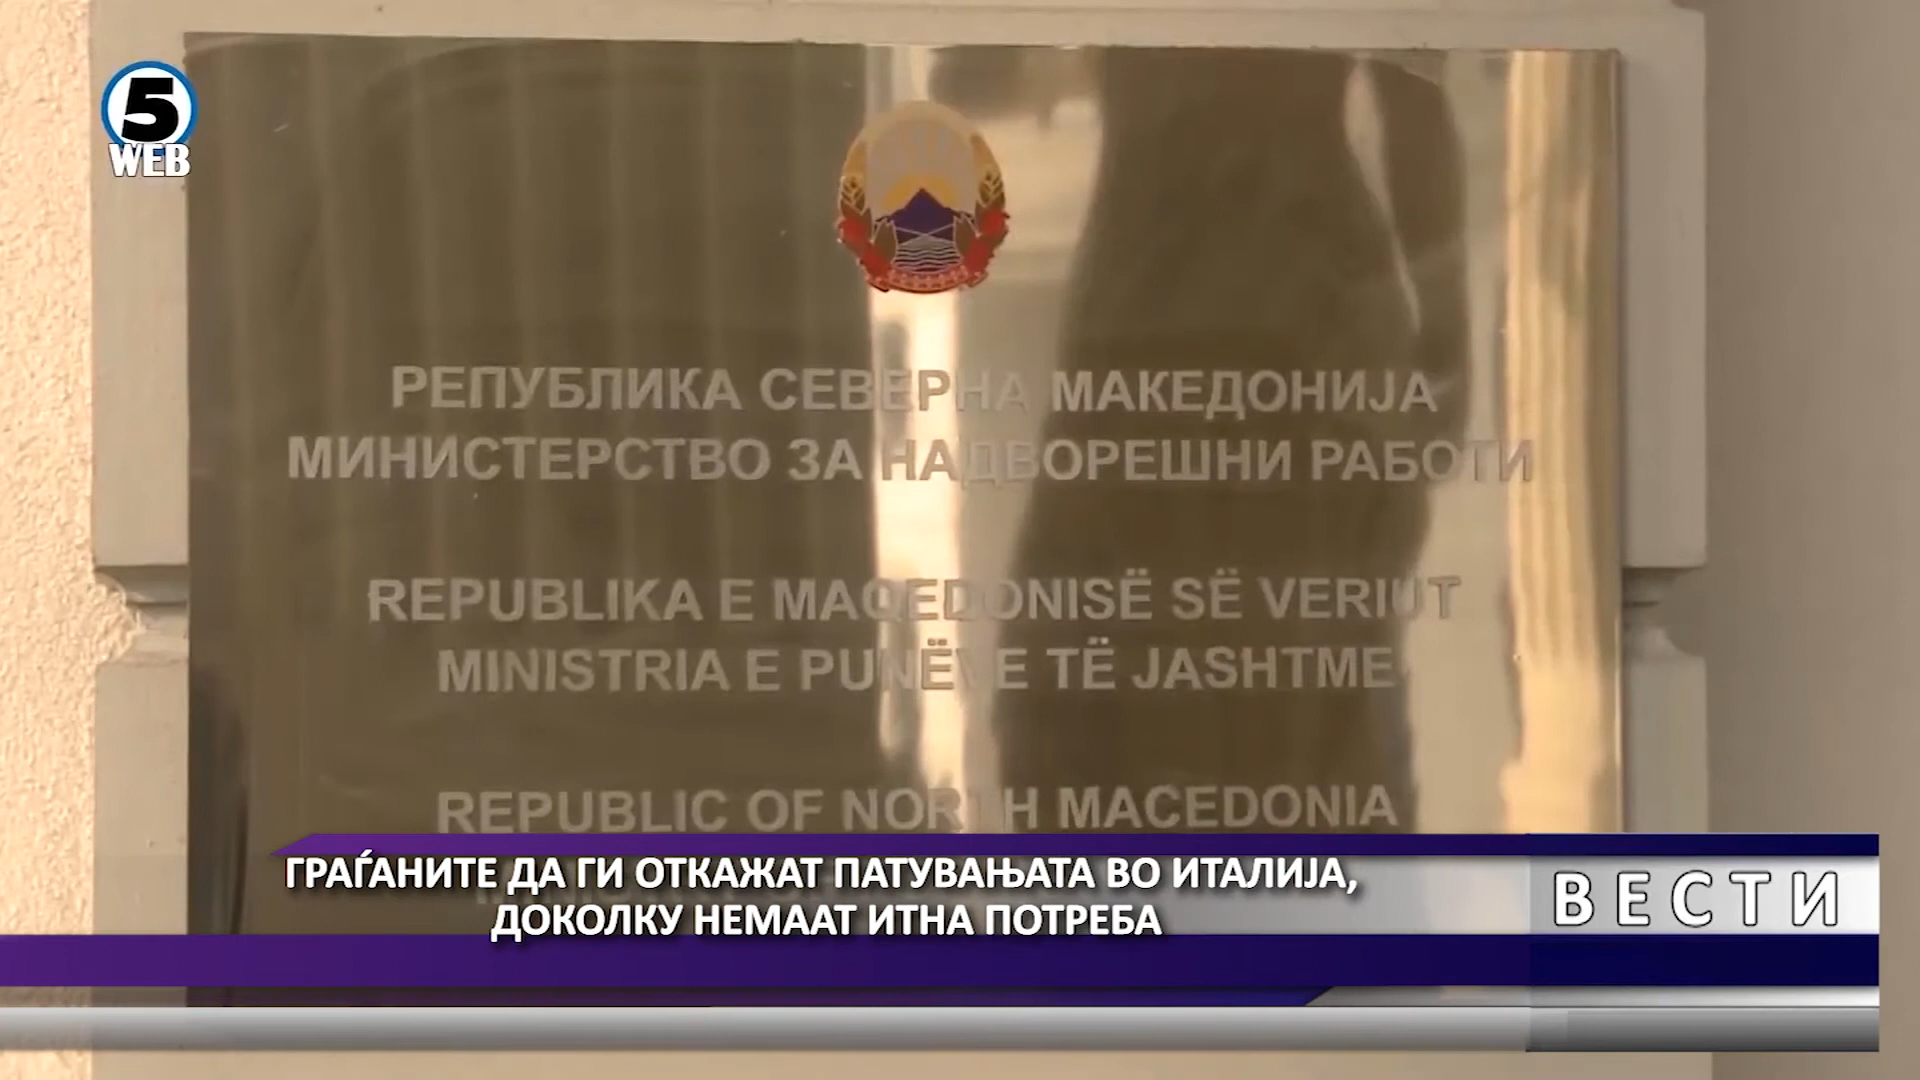 5
WEB
РЕПУБЛИКА СЕВЕРНА МАКЕДОНИЈА
МИНИСТЕРСТВО ЗА НАДВОРЕШНИ РАБОТИ
REPUBLIKA E MAQEDONISË SË VERIUT
MINISTRIA E PUNËVE TË JASHTME
REPUBLIC OF NORTH MACEDONIA
ГРАЃАНИТЕ ДА ГИ ОТКАЖАТ ПАТУВАЊАТА ВО ИТАЛИЈА,
ДОКОЛКУ НЕМААТ ИТНА ПОТРЕБА
ВЕСТИ